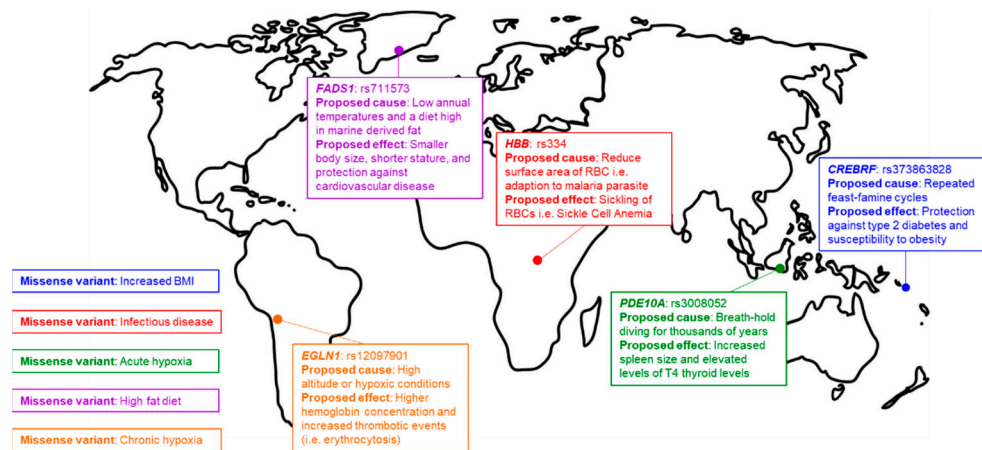 FADS1: rs711573
Proposed cause: Low annual
temperatures and a diet high
in marine derived fat
Proposed effect: Smaller
body size, shorter stature, and
protection against
cardiovascular disease
HBB: rs334
Proposed cause: Reduce
surface area of RBC i.e.
adaption to malaria parasite
Proposed effect: Sickling
of RBCs i.e. Sickle Cell Anemia
CREBRF: rs373863828
Proposed cause: Repeated
feast-famine cycles
Proposed effect: Protection
against type 2 diabetes and
susceptibility to obesity
Missense variant: Increased BMI
Missense variant: Infectious disease
Missense variant: Acute hypoxia
Missense variant: High fat diet
Missense variant: Chronic hypoxia
EGLN1: rs12097901
Proposed cause: High
altitude or hypoxic conditions
Proposed effect: Higher
hemoglobin concentration and
increased thrombotic events
(i.e. erythrocytosis)
PDE10A: rs3008052
Proposed cause: Breath-hold
diving for thousands of years
Proposed effect: Increased
spleen size and elevated
levels of T4 thyroid levels